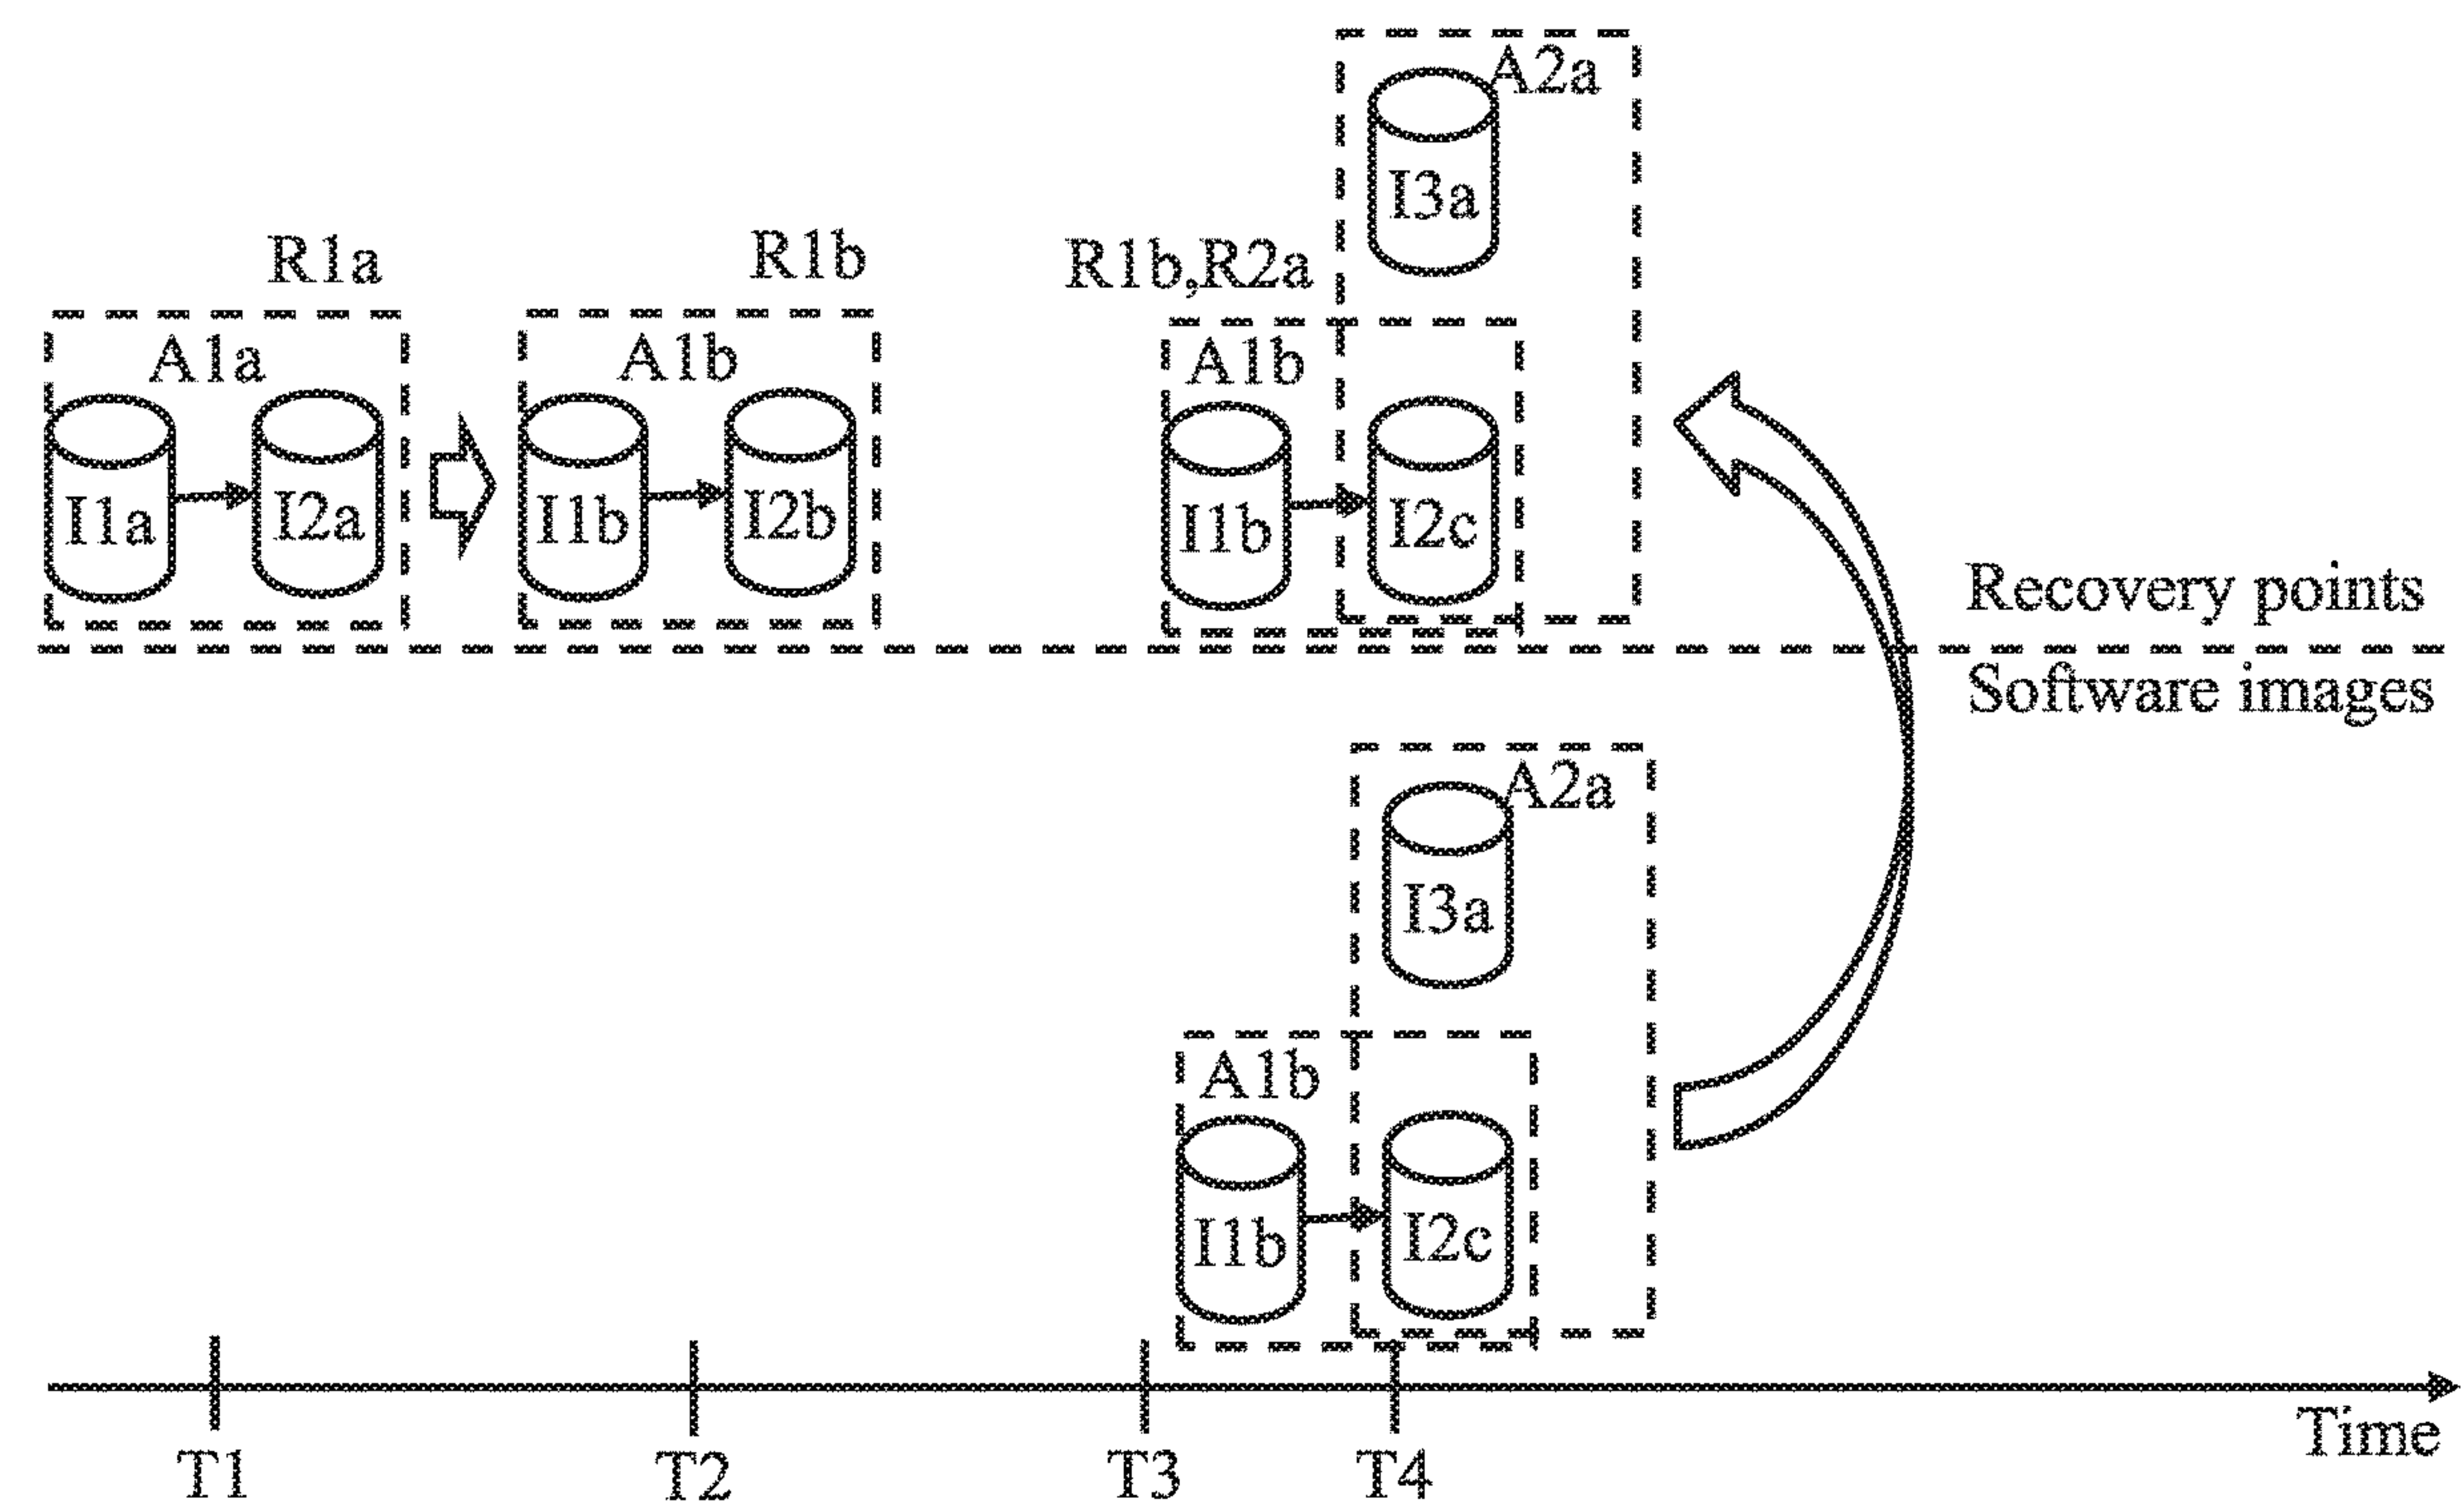 A2a
I3a
R1a
R1b
R1b,R2a
A1a
A1b
A1b
I1a
I2a
I1b
I2b
I1b
I2c
Recovery points
Software images
A2a
I3a
A1b
I1b
I2c
Time
T1
T2
T3
T4